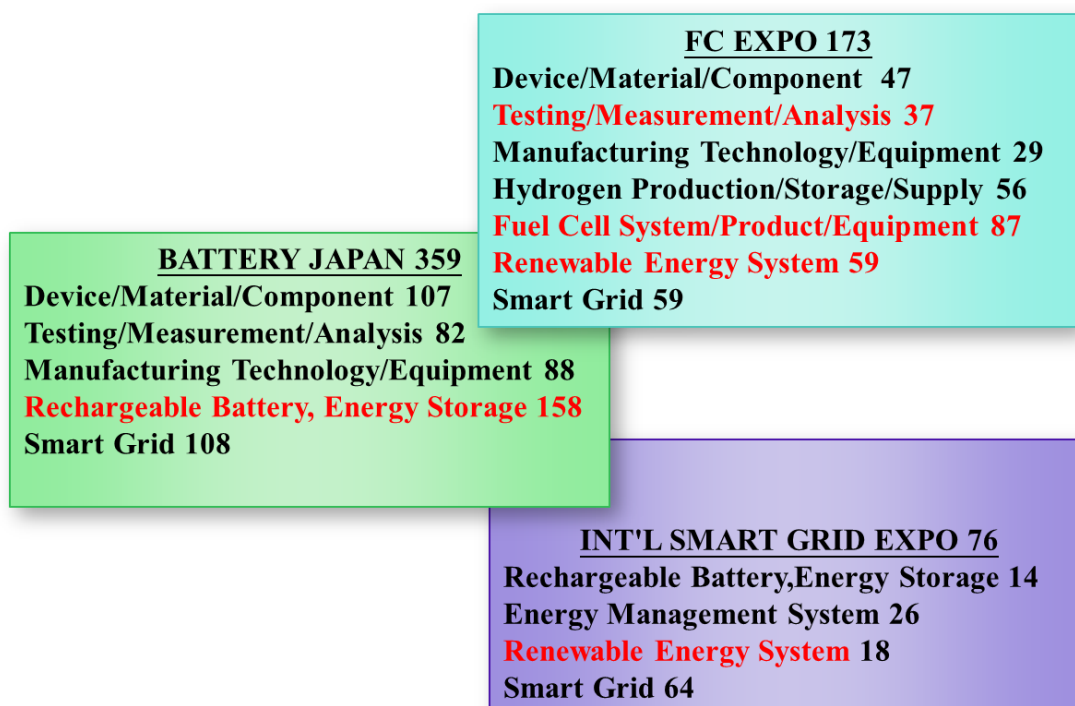 FC EXPO 173
Device/Material/Component 47
Testing/Measurement/Analysis 37
Manufacturing Technology/Equipment 29
Hydrogen Production/Storage/Supply 56
Fuel Cell System/Product/Equipment 87
Renewable Energy System 59
Smart Grid 59
BATTERY JAPAN 359
Device/Material/Component 107
Testing/Measurement/Analysis 82
Manufacturing Technology/Equipment 88
Rechargeable Battery, Energy Storage 158
Smart Grid 108
INT'L SMART GRID EXPO 76
Rechargeable Battery,Energy Storage 14
Energy Management System 26
Renewable Energy System 18
Smart Grid 64